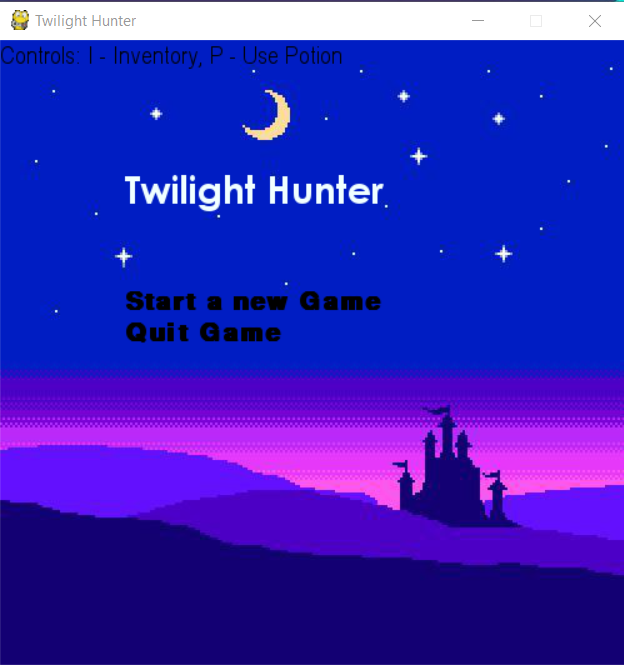 Twilight Hunter
Controls: I - Inventory, P - Use Potion
Twilight Hunter
Start a new Game
Quit Game